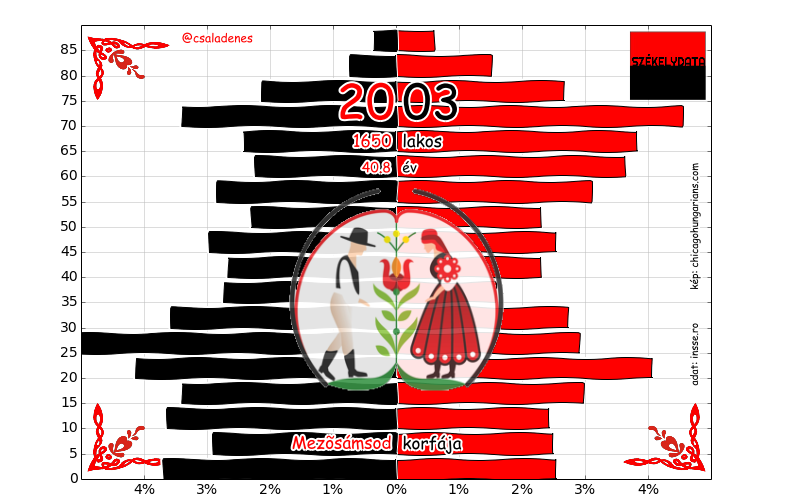 @csaladenes
SZÉKELYDATA
2003
1650 lakos
40.8 év
kép: chicagohungarians.com
adat: insse.ro
Mezősámsod korfája
85
80
75
70
65
60
55
50
45
40
35
30
25
20
15
10
5
0
4% 3% 2% 1% 0% 1% 2% 3% 4%